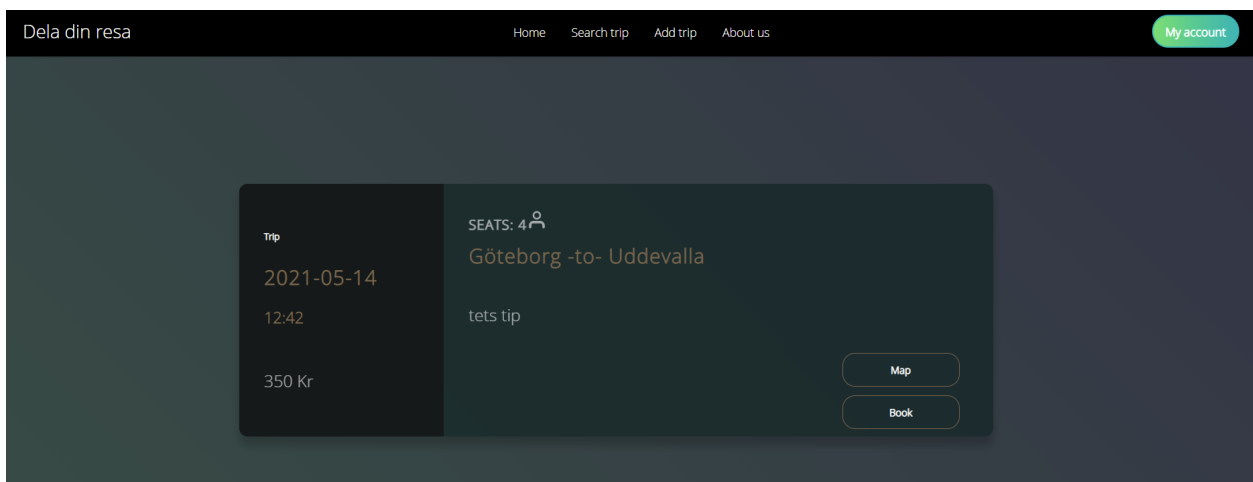 Dela din resa
Home Search trip Add trip About us
My account
Trip
2021-05-14
12:42
350 Kr
SEATS: 4
Göteborg -to- Uddevalla
tets tip
Map
Book